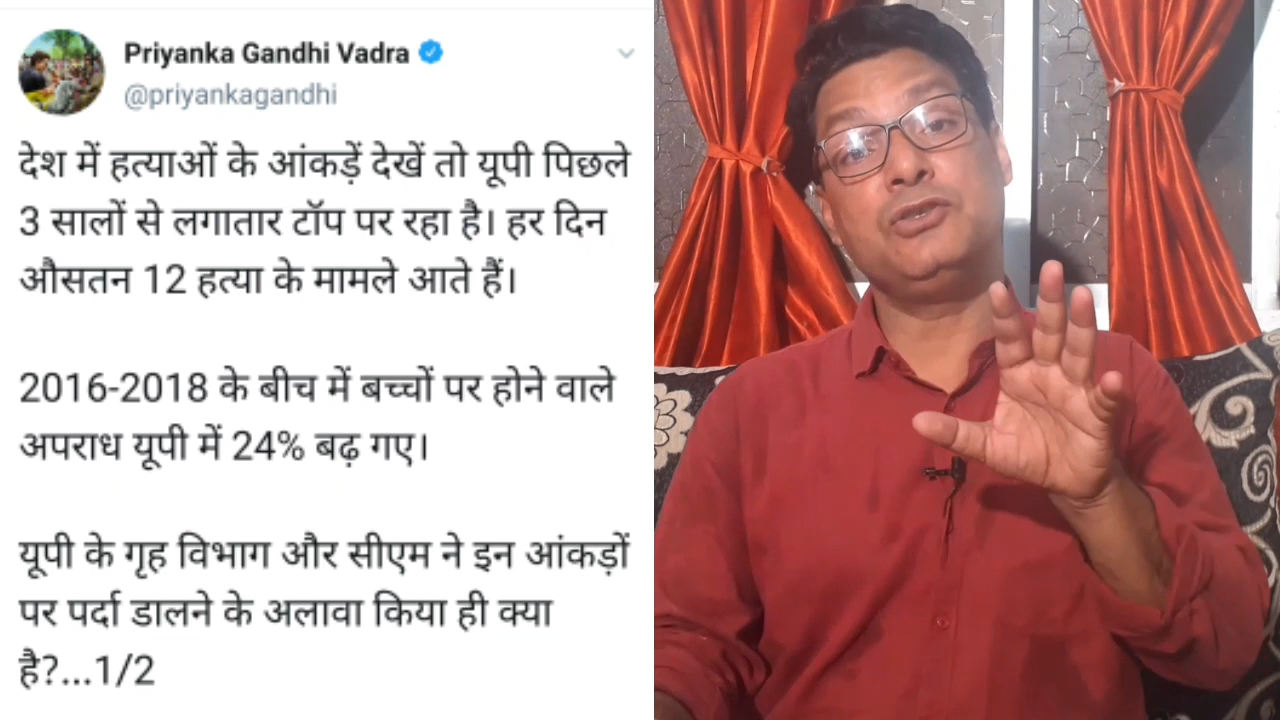 Priyanka Gandhi Vadra
@priyankagandhi
देश में हत्याओं के आंकड़ें देखें तो यूपी पिछले
3 सालों से लगातार टॉप पर रहा है। हर दिन
औसतन 12 हत्या के मामले आते हैं।
2016-2018 के बीच में बच्चों पर होने वाले
अपराध यूपी में 24% बढ़ गए।
यूपी के गृह विभाग और सीएम ने इन आंकड़ों
पर पर्दा डालने के अलावा किया ही क्या
है?...1/2